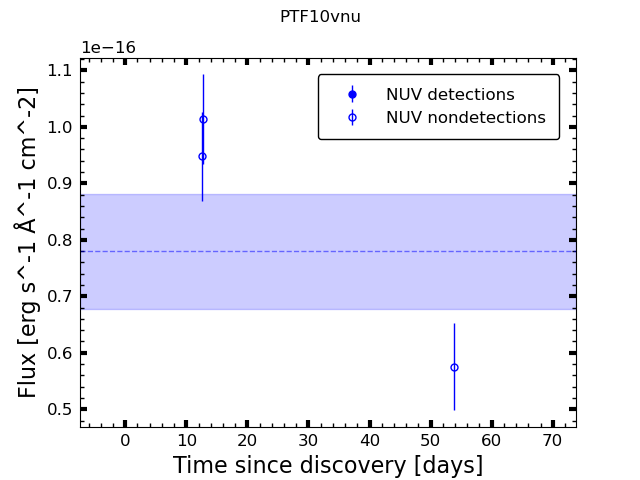 PTF10vnu
1e−16
1.1
1.0
0.9
0.8
0.7
0.6
0.5
NUV detections
NUV nondetections
0
10
20
30
40
50
60
70
Time since discovery [days]
Flux [erg s^-1 Å^-1 cm^-2]